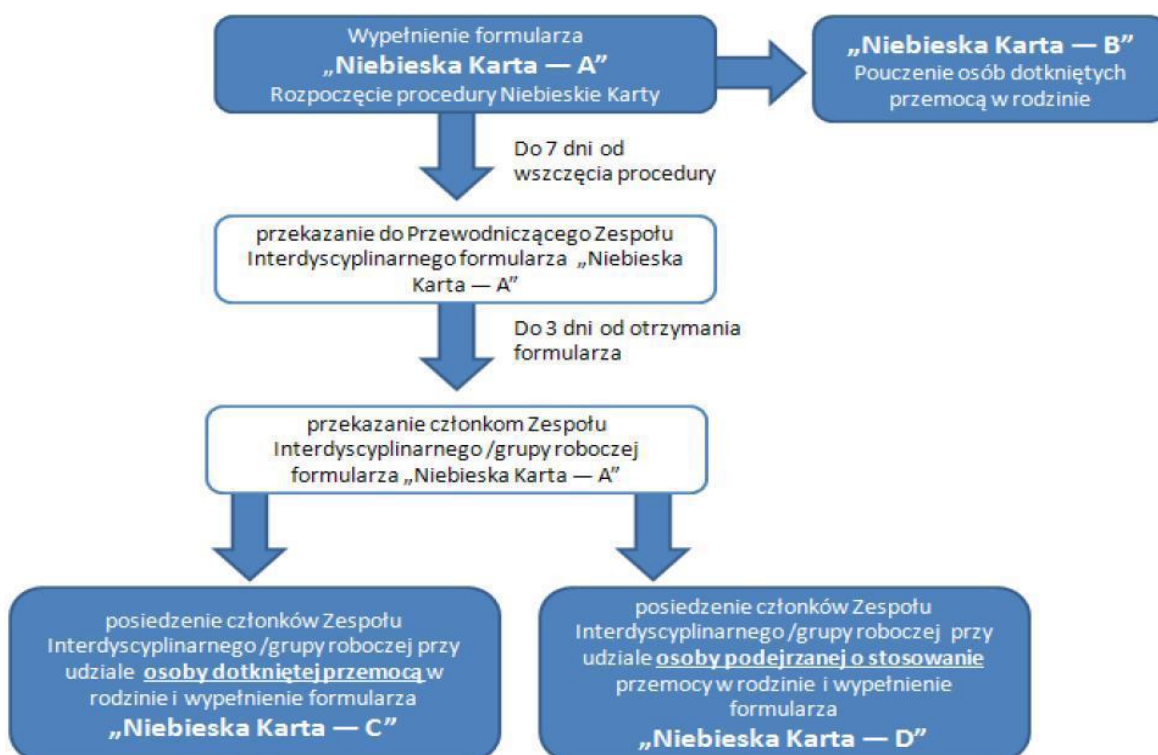 Wypełnienie formularza
„Niebieska Karta — A”
Rozpoczęcie procedury Niebieskie Karty
„Niebieska Karta — B”
Pouczenie osób dotkniętych
przemocą w rodzinie
Do 7 dni od
wszczęcia procedury
przekazanie do Przewodniczącego Zespołu
Interdyscyplinarnego formularza „Niebieska
Karta — A”
Do 3 dni od otrzymania
formularza
przekazanie członkom Zespołu
Interdyscyplinarnego /grupy roboczej
formularza „Niebieska Karta — A”
posiedzenie członków Zespołu
Interdyscyplinarnego /grupy roboczej przy
udziale osoby dotkniętej przemocą w
rodzinie i wypełnienie formularza
„Niebieska Karta — C”
posiedzenie członków Zespołu
Interdyscyplinarnego /grupy roboczej przy
udziale osoby podejrzanej o stosowanie
przemocy w rodzinie i wypełnienie
formularza
„Niebieska Karta — D”